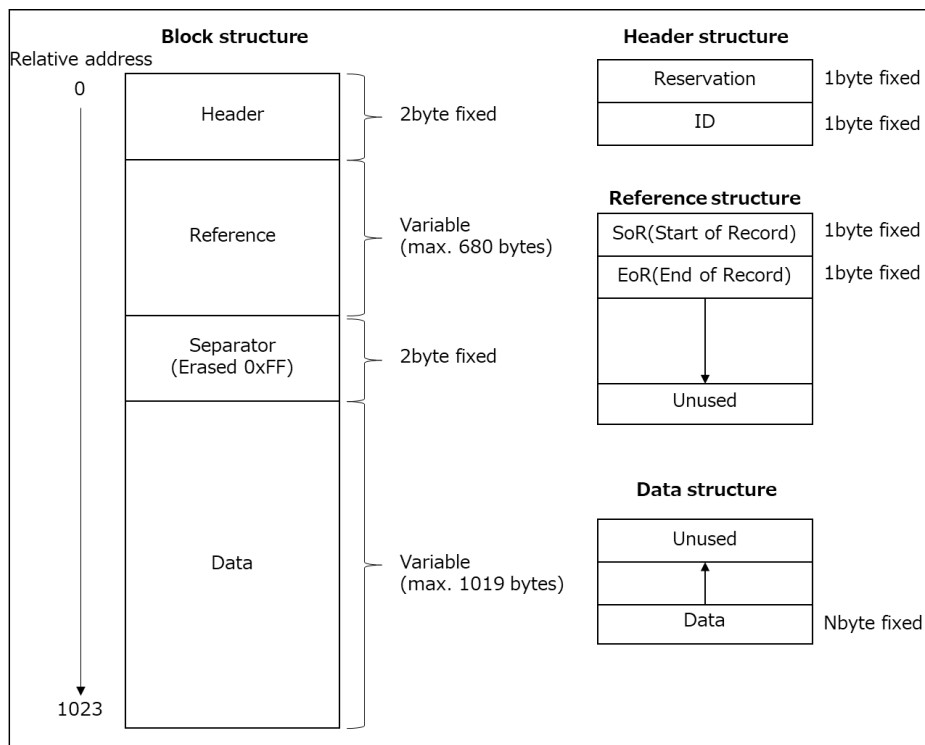 Block structure
Relative address
0
Header
2byte fixed
Reference
Variable
(max. 680 bytes)
Separator
(Erased 0xFF)
2byte fixed
Data
Variable
(max. 1019 bytes)
1023
Header structure
Reservation
1byte fixed
ID
1byte fixed
Reference structure
SoR(Start of Record)
1byte fixed
EoR(End of Record)
1byte fixed
Unused
Data structure
Unused
Data
Nbyte fixed